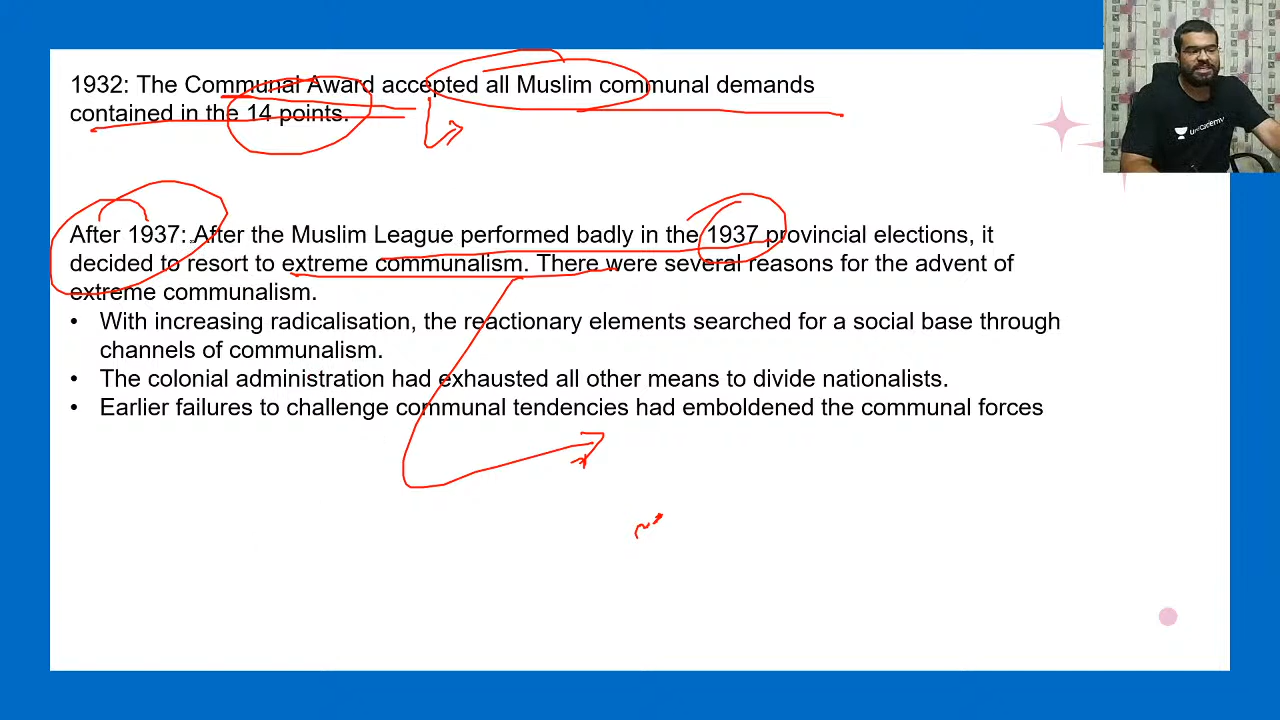 1932: The Communal Award accepted all Muslim communal demands
contained in the 14 points.
After 1937: After the Muslim League performed badly in the 1937 provincial elections, it
decided to resort to extreme communalism. There were several reasons for the advent of
extreme communalism.
• With increasing radicalisation, the reactionary elements searched for a social base through
channels of communalism.
• The colonial administration had exhausted all other means to divide nationalists.
• Earlier failures to challenge communal tendencies had emboldened the communal forces
unacademy